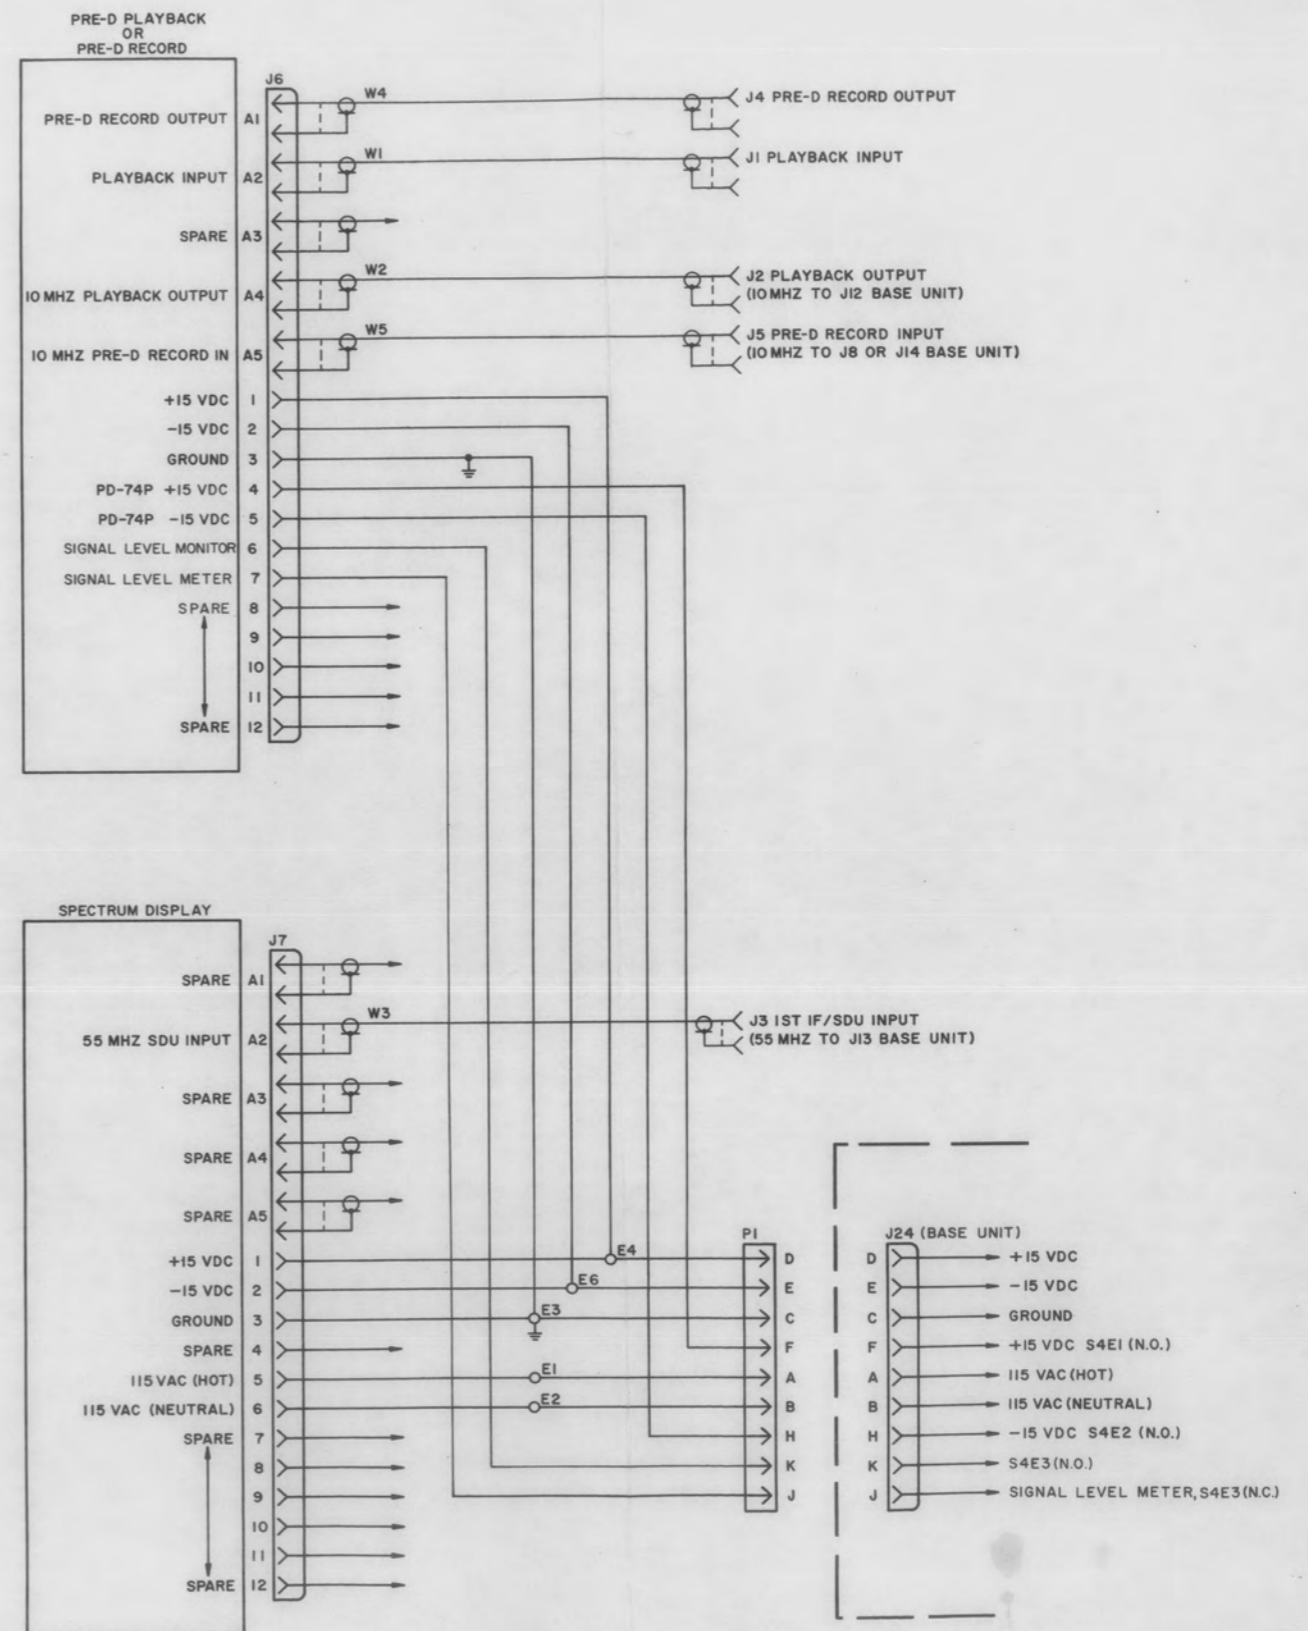 PRE-D PLAYBACK
OR
PRE-D RECORD
J6
PRE-D RECORD OUTPUT A1 W4 J4 PRE-D RECORD OUTPUT
PLAYBACK INPUT A2 W1 J1 PLAYBACK INPUT
SPARE A3
10 MHZ PLAYBACK OUTPUT A4 W2 J2 PLAYBACK OUTPUT
(10 MHZ TO J12 BASE UNIT)
10 MHZ PRE-D RECORD IN A5 W5 J5 PRE-D RECORD INPUT
(10 MHZ TO J8 OR J14 BASE UNIT)
+15 VDC 1
-15 VDC 2
GROUND 3
PD-74P +15 VDC 4
PD-74P -15 VDC 5
SIGNAL LEVEL MONITOR 6
SIGNAL LEVEL METER 7
SPARE 8
9
10
11
SPARE 12
SPECTRUM DISPLAY
J7
SPARE A1
55 MHZ SDU INPUT A2 W3 J3 1ST IF/SDU INPUT
(55 MHZ TO J13 BASE UNIT)
SPARE A3
SPARE A4
SPARE A5
P1 J24 (BASE UNIT)
+15 VDC 1 E4 D D +15 VDC
-15 VDC 2 E6 E E -15 VDC
GROUND 3 E3 C C GROUND
SPARE 4 F F +15 VDC S4E1 (N.O.)
115 VAC (HOT) 5 E1 A A 115 VAC (HOT)
115 VAC (NEUTRAL) 6 E2 B B 115 VAC (NEUTRAL)
SPARE 7 H H -15 VDC S4E2 (N.O.)
8 K K S4E3 (N.O.)
9 J J SIGNAL LEVEL METER, S4E3 (N.C.)
10
11
SPARE 12